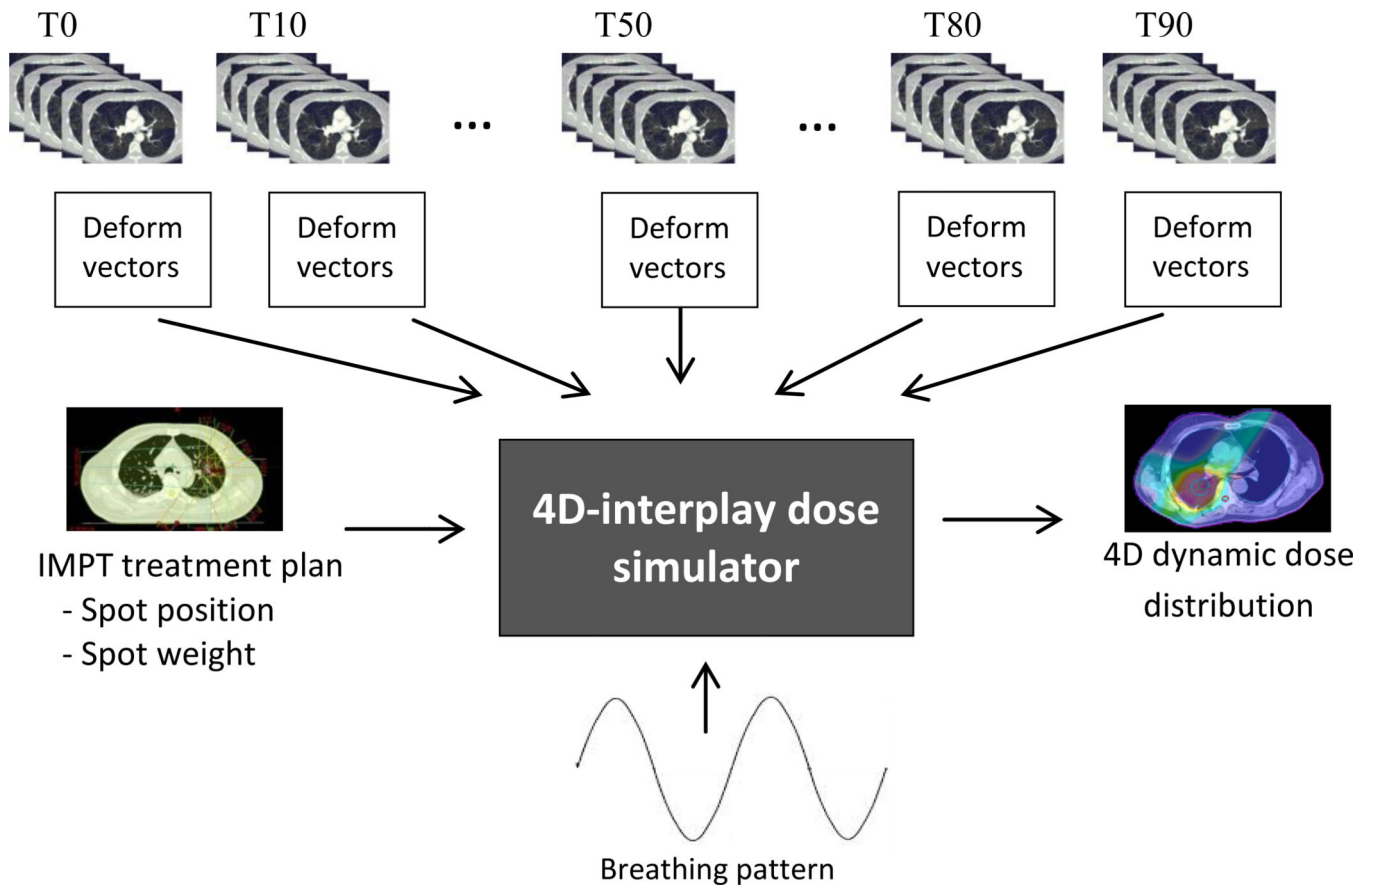 T0
T10
T50
T80
T90
...
...
Deform
vectors
Deform
vectors
Deform
vectors
Deform
vectors
Deform
vectors
4D-interplay dose
simulator
IMPT treatment plan
- Spot position
- Spot weight
4D dynamic dose
distribution
Breathing pattern